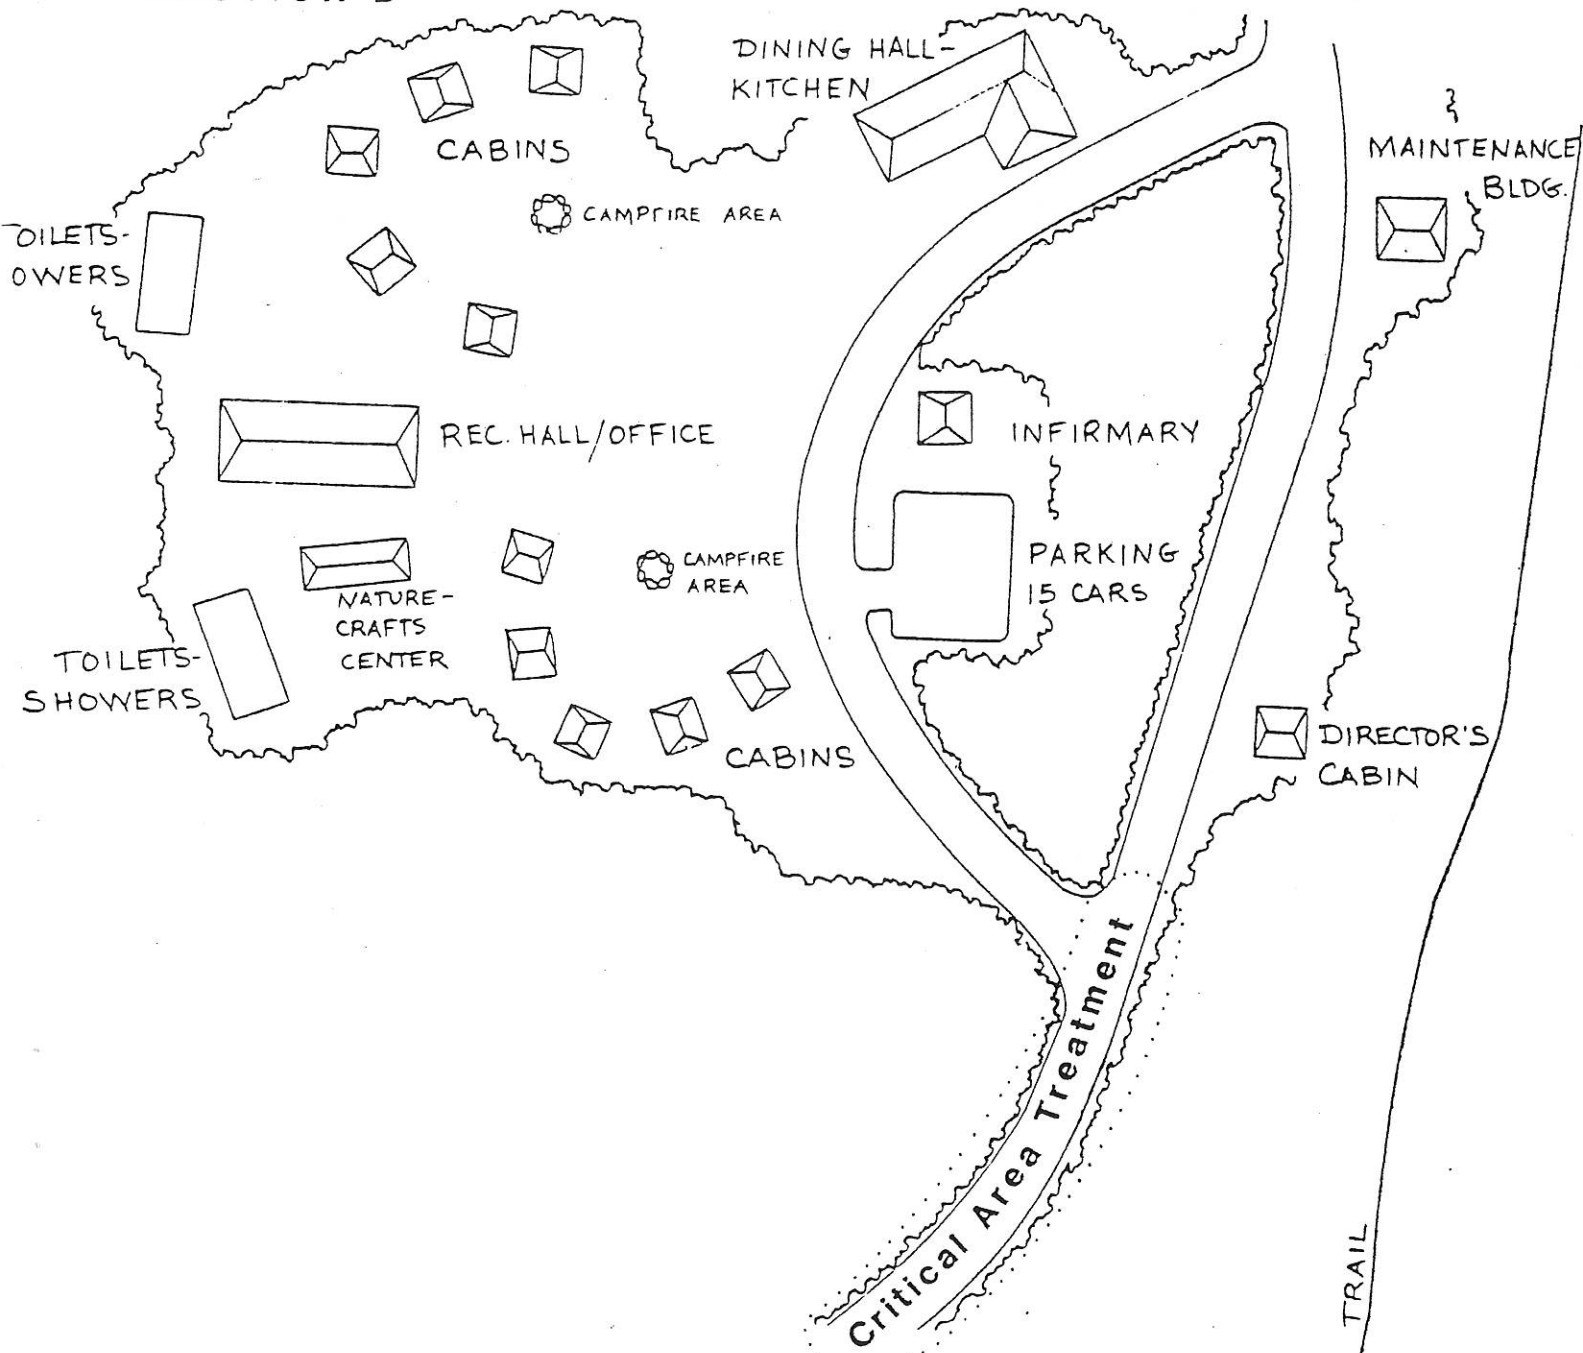 DINING HALL-
KITCHEN
MAINTENANCE
BLDG.
CABINS
CAMPFIRE AREA
OILETS-
OWERS
REC. HALL/OFFICE
INFIRMARY
CAMPFIRE
AREA
PARKING
15 CARS
NATURE-
CRAFTS
CENTER
TOILETS-
SHOWERS
CABINS
DIRECTOR'S
CABIN
Critical Area Treatment
TRAIL